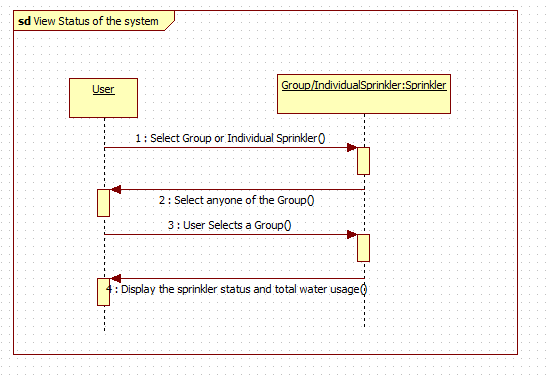 sd View Status of the system
User
Group/IndividualSprinkler:Sprinkler
1 : Select Group or Individual Sprinkler()
2 : Select anyone of the Group()
3 : User Selects a Group()
4 : Display the sprinkler status and total water usage()